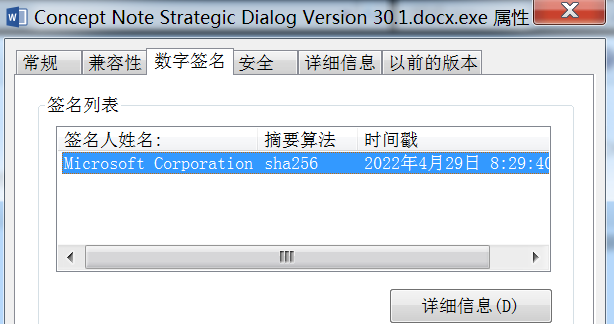 Concept Note Strategic Dialog Version 30.1.docx.exe 属性
常规 兼容性 数字签名 安全 详细信息 以前的版本
签名列表
签名人姓名: 摘要算法 时间戳
Microsoft Corporation sha256 2022年4月29日 8:29:40
详细信息(D)